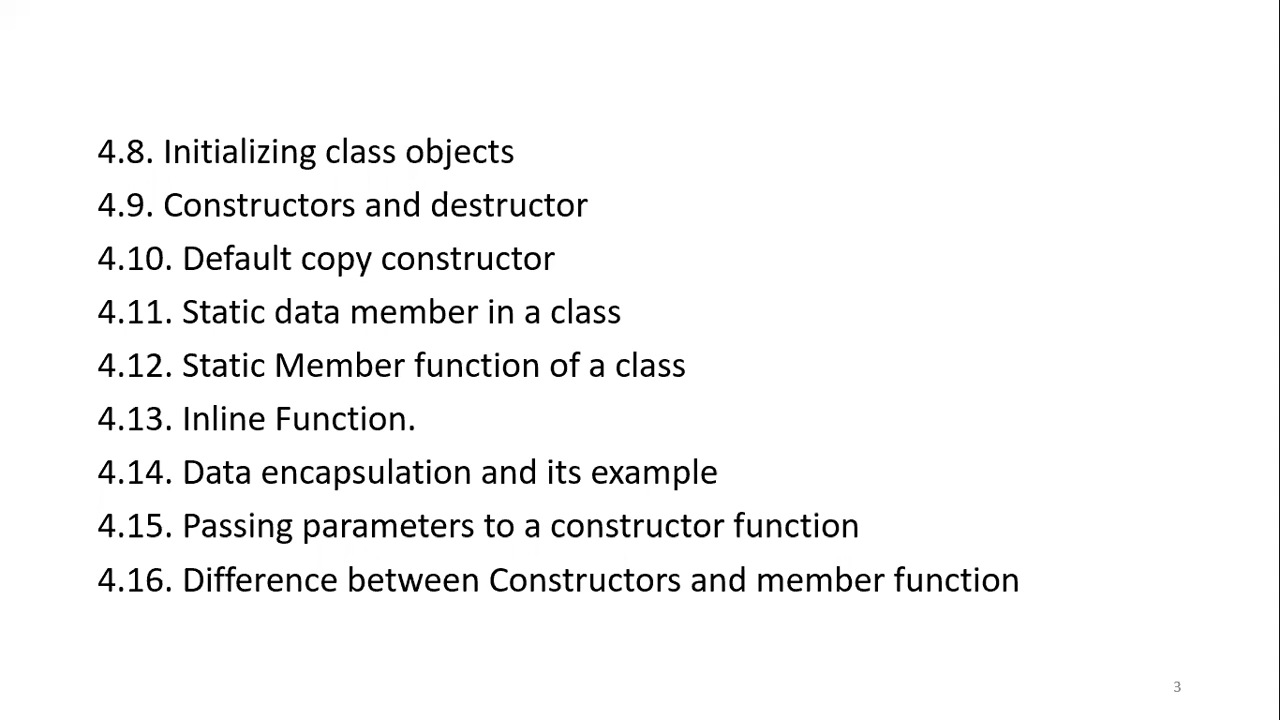 4.8. Initializing class objects
4.9. Constructors and destructor
4.10. Default copy constructor
4.11. Static data member in a class
4.12. Static Member function of a class
4.13. Inline Function.
4.14. Data encapsulation and its example
4.15. Passing parameters to a constructor function
4.16. Difference between Constructors and member function
3